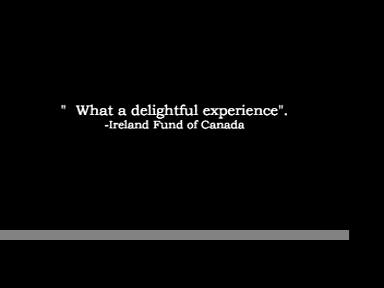 " What a delightful experience".
-Ireland Fund of Canada